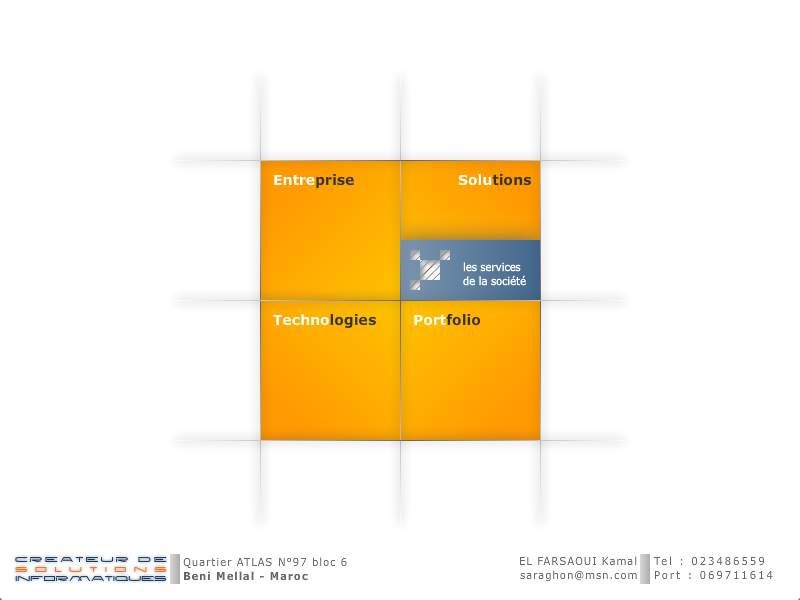 Entreprise
Solutions
les services
de la société
Technologies
Portfolio
CREATEUR DE
SOLUTIONS
INFORMATIQUES
Quartier ATLAS N°97 bloc 6
Beni Mellal - Maroc
EL FARSAOUI Kamal
saraghon@msn.com
Tel : 023486559
Port : 069711614